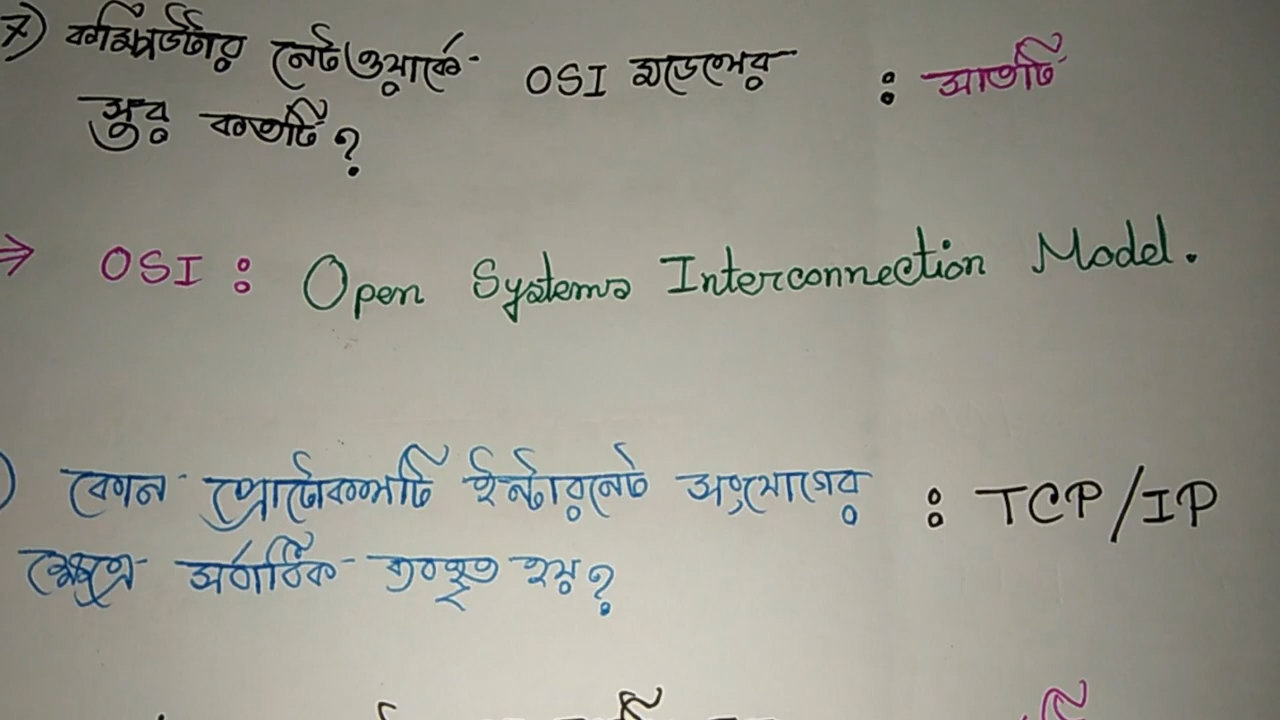 ৭) কম্পিউটার নেটওয়ার্কে OSI মডেলের : সাতটি
স্তর কতটি?
⇒ OSI : Open Systems Interconnection Model.
) কোন প্রোটোকলটি ইন্টারনেট সংযোগের : TCP/IP
ক্ষেত্রে সর্বাধিক ব্যবহৃত হয়?